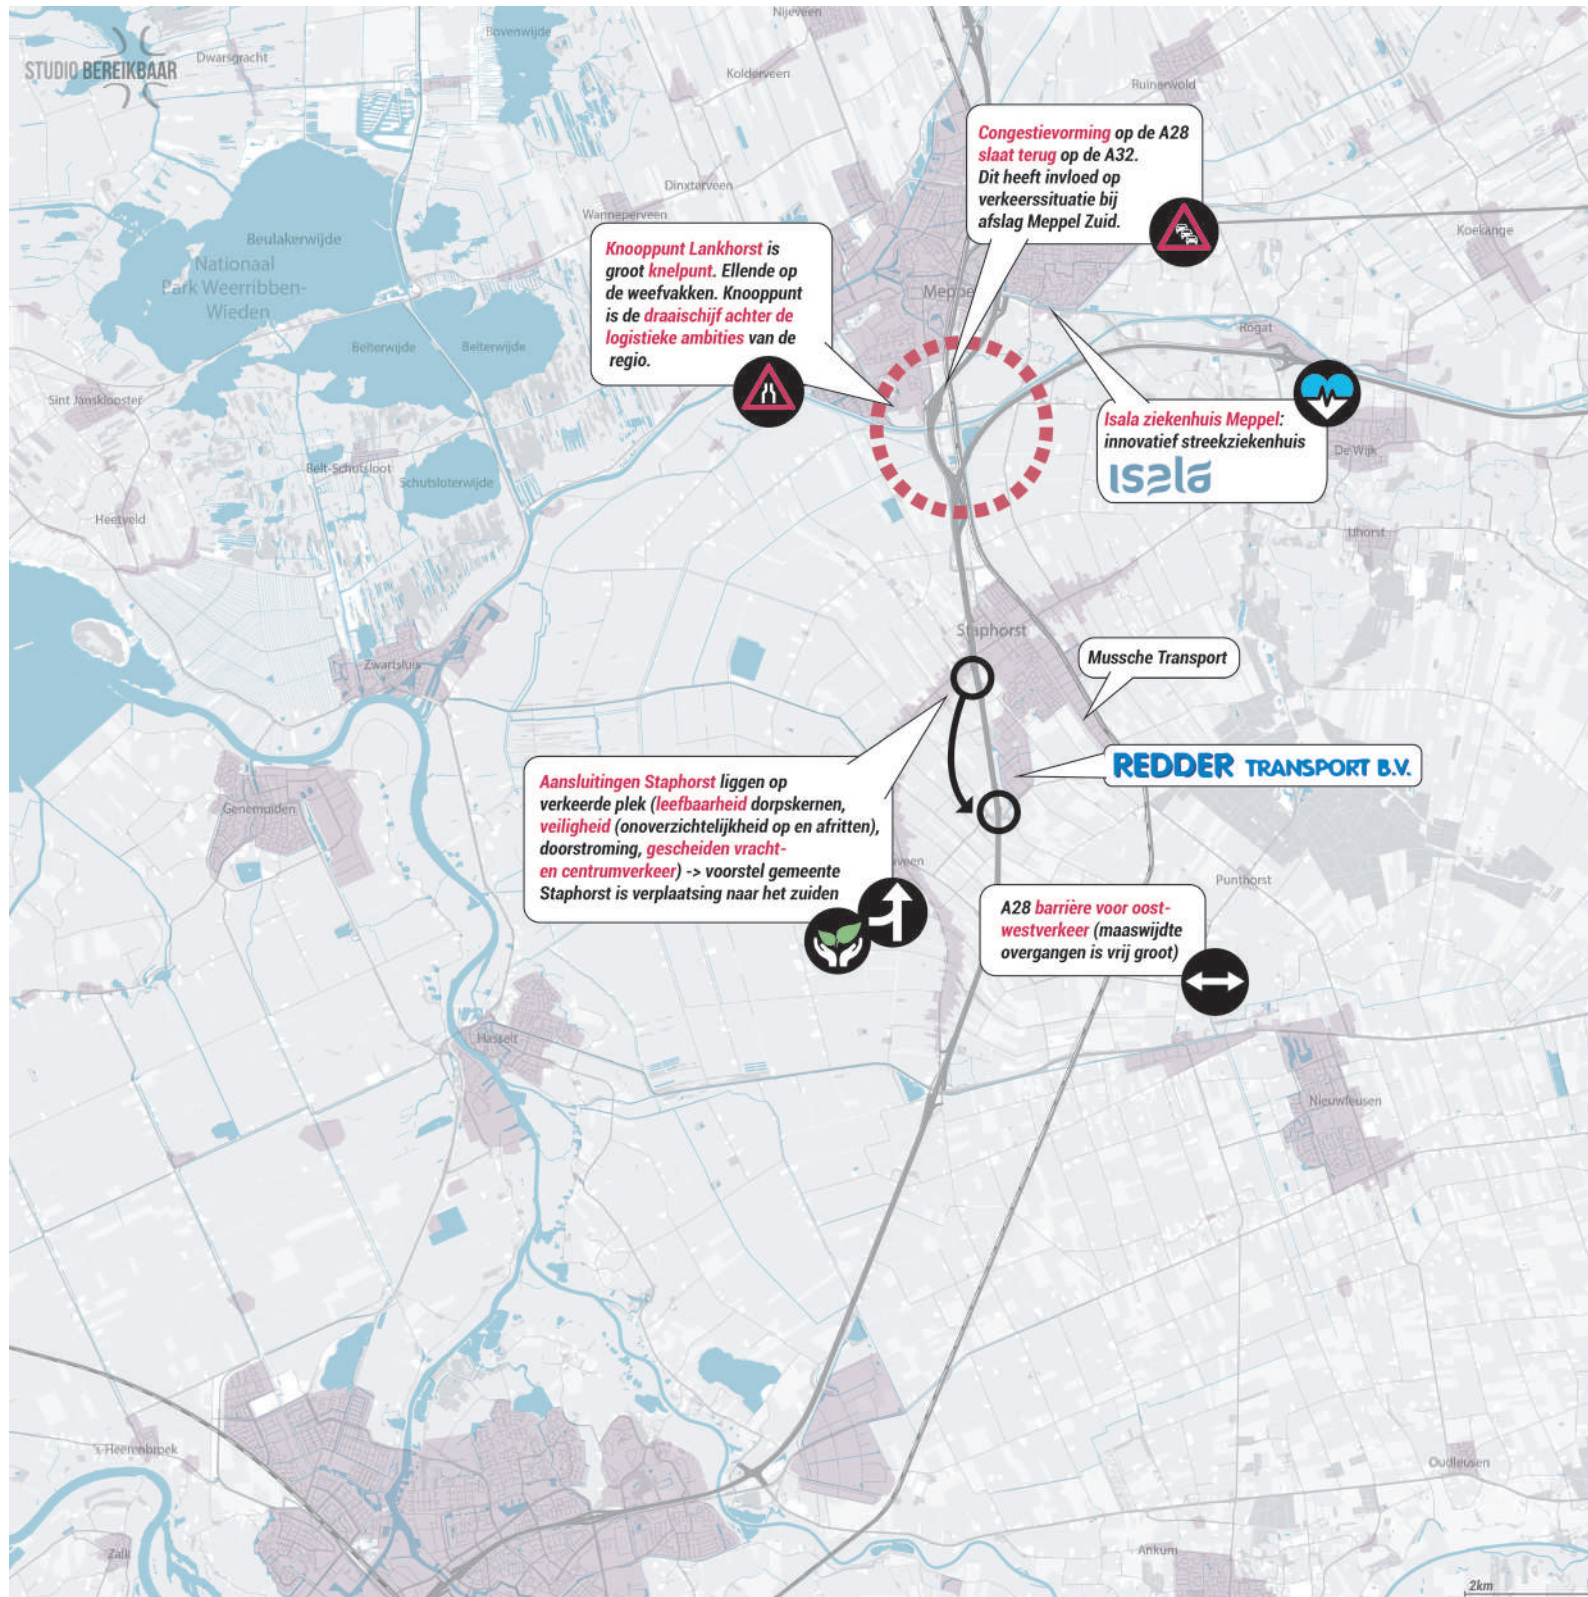 Nijeveen
Bovenwijde
STUDIO BEREIKBAAR
Dwarsgracht
Kolderveen
Ruinerwold
Congestievorming op de A28
slaat terug op de A32.
Dit heeft invloed op
verkeerssituatie bij
afslag Meppel Zuid.
Dinxterveen
Wanneperveen
Koekange
Beulakerwijde
Nationaal
Park Weerribben-
Wieden
Knooppunt Lankhorst is
groot knelpunt. Ellende op
de weefvakken. Knooppunt
is de draaischijf achter de
logistieke ambities van de
regio.
Meppe
Rogat
Belterwijde
Belterwijde
Sint Jansklooster
Isala ziekenhuis Meppel:
innovatief streekziekenhuis
isala
De Wijk
Belt-Schutsloot
Schutsloterwijde
Heetveld
IJhorst
Staphorst
Zwartsluis
Mussche Transport
REDDER TRANSPORT B.V.
Aansluitingen Staphorst liggen op
verkeerde plek (leefbaarheid dorpskernen,
veiligheid (onoverzichtelijkheid op en afritten),
doorstroming, gescheiden vracht-
en centrumverkeer) -> voorstel gemeente
Staphorst is verplaatsing naar het zuiden
Genemuiden
veen
Punthorst
A28 barrière voor oost-
westverkeer (maaswijdte
overgangen is vrij groot)
Hasselt
Nieuwleusen
's-Heerenbroek
Oudleusen
Zalk
Ankum
2km